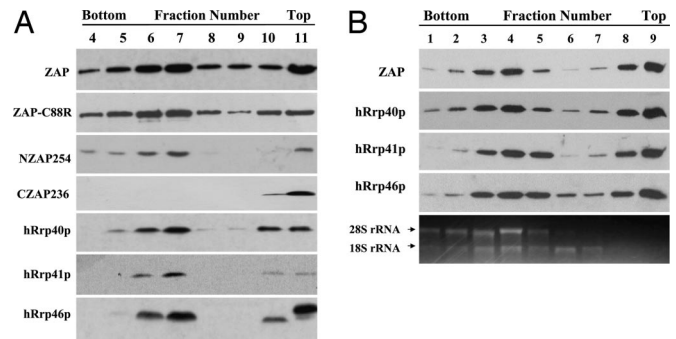 A
Bottom Fraction Number Top
4 5 6 7 8 9 10 11
ZAP
ZAP-C88R
NZAP254
CZAP236
hRrp40p
hRrp41p
hRrp46p
B
Bottom Fraction Number Top
1 2 3 4 5 6 7 8 9
ZAP
hRrp40p
hRrp41p
hRrp46p
28S rRNA
18S rRNA